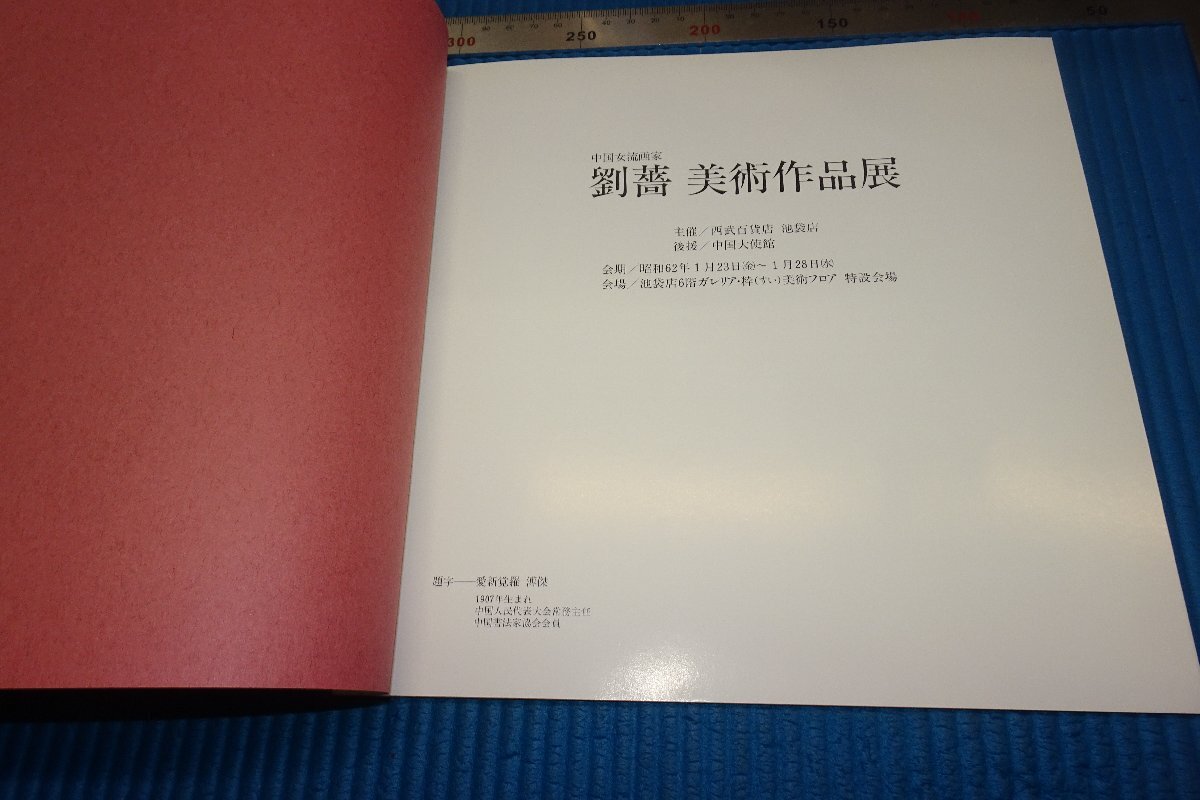 300 250 200 150 100 50
中国女流画家
劉薔 美術作品展
主催／西武百貨店 池袋店
後援／中国大使館
会期／昭和62年1月23日㈮〜1月28日㈬
会場／池袋店6階ガレリア・粋(すい)美術フロア 特設会場
題字——愛新覚羅 溥傑
1907年生まれ
中国人民代表大会常務主任
中国書法家協会会員